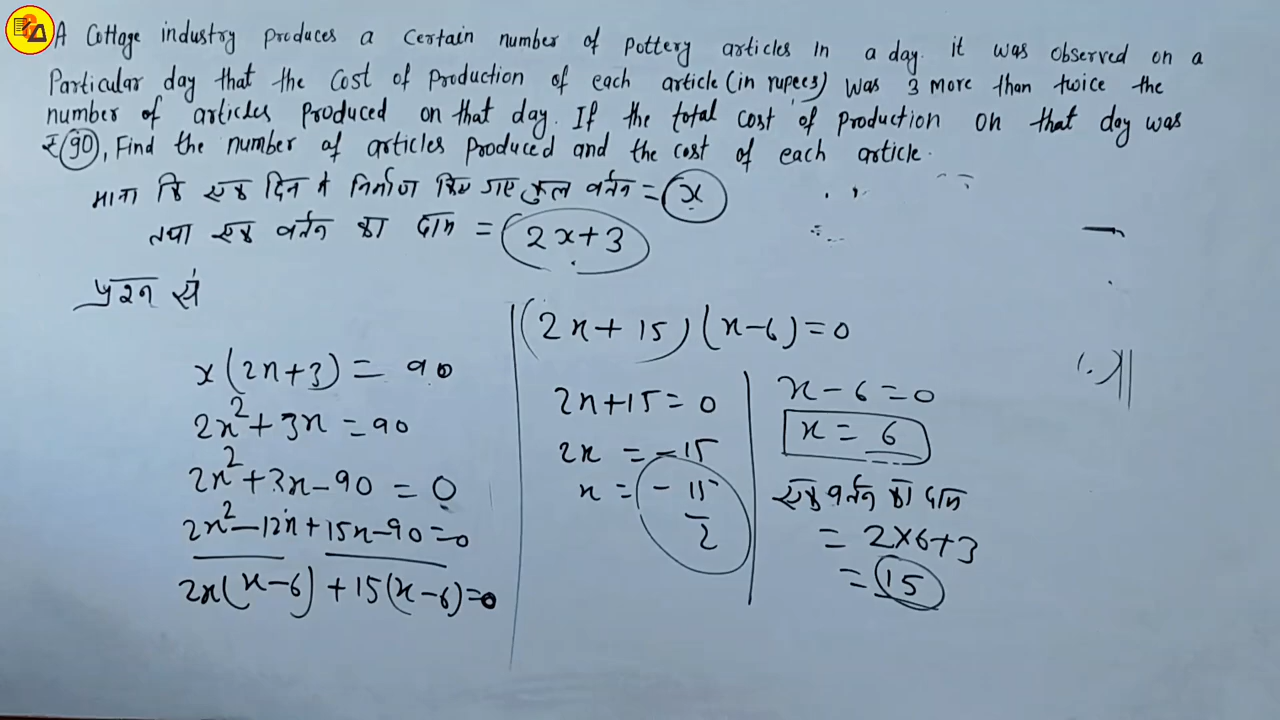 A Cottage industry produces a certain number of pottery articles in a day. it was observed on a
Particular day that the cost of production of each article (in rupees) was 3 more than twice the
number of articles produced on that day. If the total cost of production on that day was
₹ 90, Find the number of articles produced and the cost of each article.
माना कि एक दिन में निर्माण किए गए कुल बर्तन = x
तथा एक बर्तन का दाम = 2x+3
प्रश्न से
x(2x+3) = 90
2x²+3x = 90
2x²+3x-90 = 0
2x²-12x+15x-90=0
2x(x-6)+15(x-6)=0
(2x+15)(x-6)=0
2x+15=0
2x = -15
x = -15/2
x-6=0
x = 6
एक बर्तन का दाम
= 2×6+3
= 15